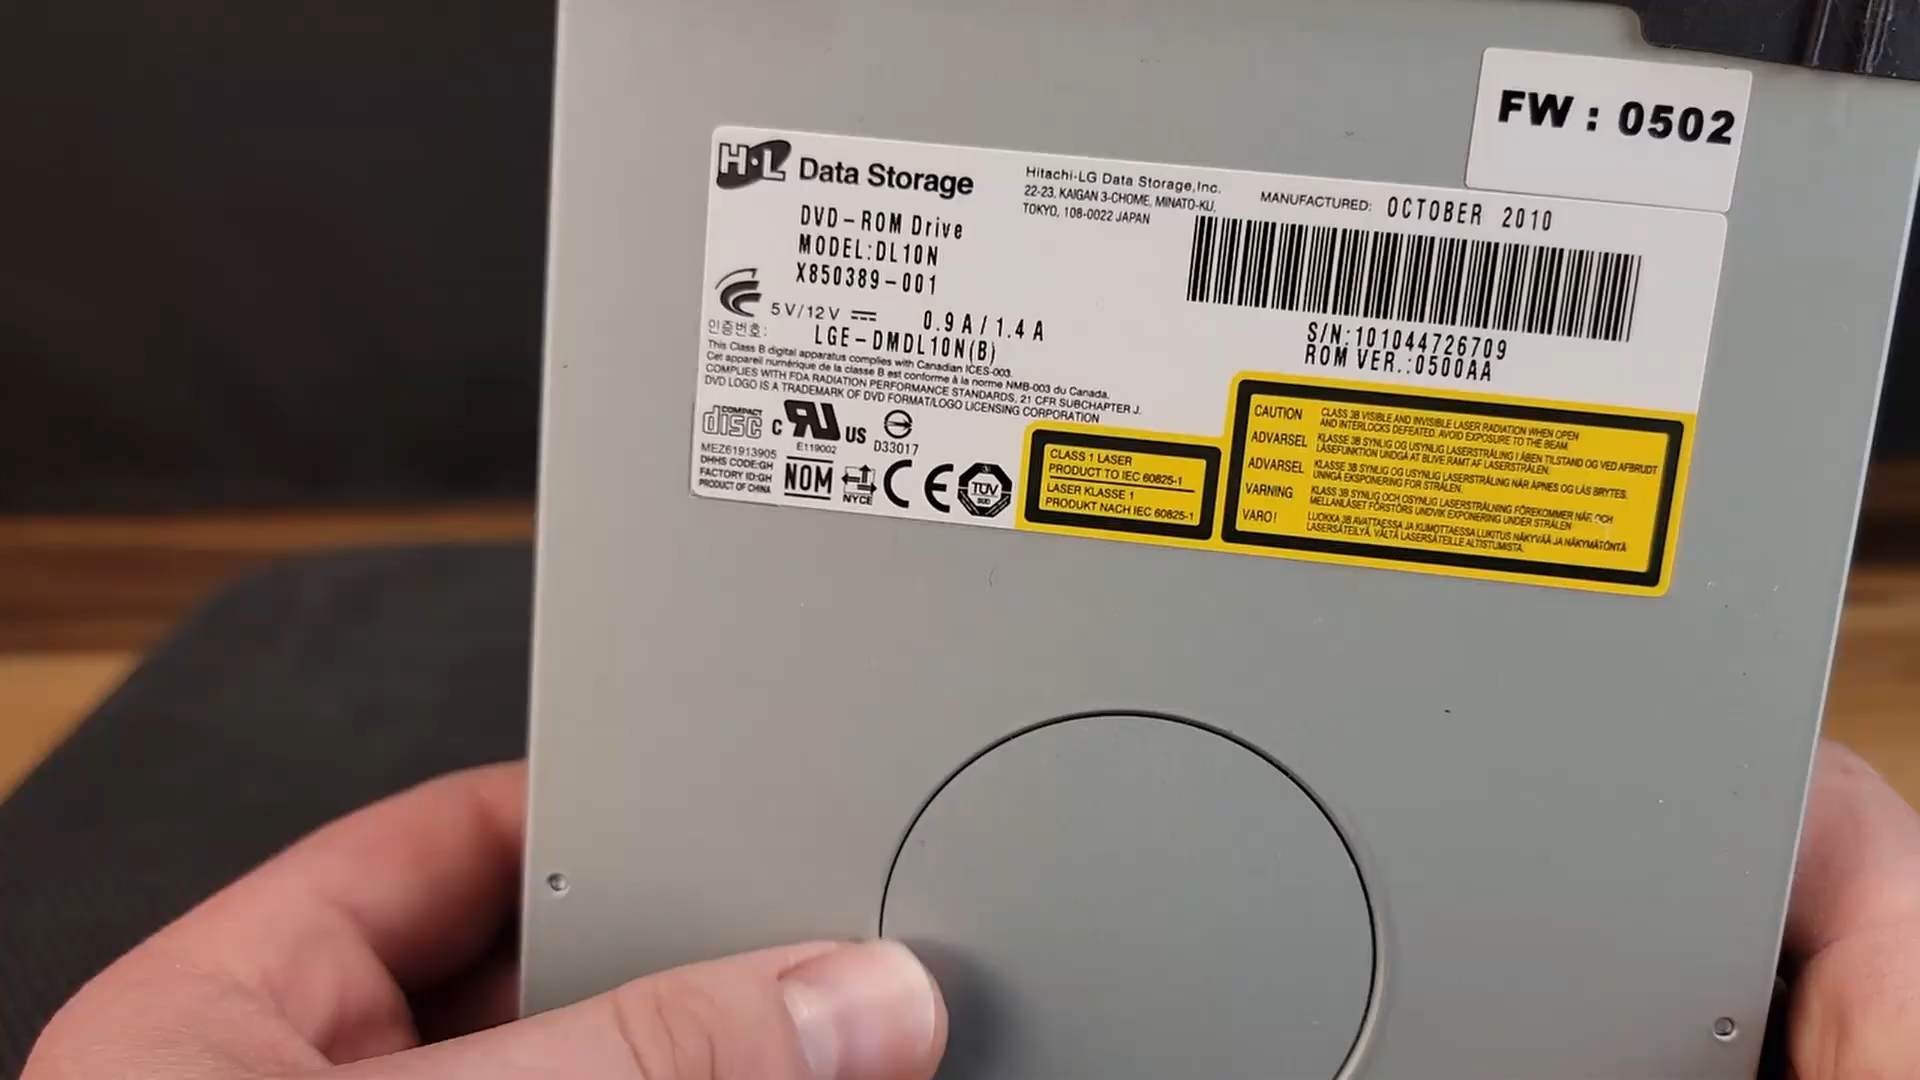 FW : 0502
H·L Data Storage
DVD-ROM Drive
MODEL:DL10N
X850389-001
5V/12V 0.9A/1.4A
인증번호: LGE-DMDL10N(B)
Hitachi-LG Data Storage,Inc.
22-23, KAIGAN 3-CHOME, MINATO-KU,
TOKYO, 108-0022 JAPAN
MANUFACTURED: OCTOBER 2010
S/N:101044726709
ROM VER.:0500AA
This Class B digital apparatus complies with Canadian ICES-003.
Cet appareil numérique de la classe B est conforme à la norme NMB-003 du Canada.
COMPLIES WITH FDA RADIATION PERFORMANCE STANDARDS, 21 CFR SUBCHAPTER J.
DVD LOGO IS A TRADEMARK OF DVD FORMAT/LOGO LICENSING CORPORATION
COMPACT
disc
C RU US
E119002
D33017
MEZ61913905
DHHS CODE:GH
FACTORY ID:GH
PRODUCT OF CHINA
NOM
NYCE
CE
TÜV
SÜD
CLASS 1 LASER
PRODUCT TO IEC 60825-1
LASER KLASSE 1
PRODUKT NACH IEC 60825-1
CAUTION CLASS 3B VISIBLE AND INVISIBLE LASER RADIATION WHEN OPEN
AND INTERLOCKS DEFEATED. AVOID EXPOSURE TO THE BEAM.
ADVARSEL KLASSE 3B SYNLIG OG USYNLIG LASERSTRÅLING I ÅBEN TILSTAND OG VED AFBRUDT
LÅSEFUNKTION UNDGÅ AT BLIVE RAMT AF LASERSTRÅLEN.
ADVARSEL KLASSE 3B SYNLIG OG USYNLIG LASERSTRÅLING NÅR ÅPNES OG LÅS BRYTES.
UNNGÅ EKSPONERING FOR STRÅLEN.
VARNING KLASS 3B SYNLIG OCH OSYNLIG LASERSTRÅLNING FÖREKOMMER NÄR OCH
MELLANLÅSET FÖRSTÖRS UNDVIK EXPONERING UNDER STRÅLEN
VARO! LUOKKA 3B AVATTAESSA JA KUMOTTAESSA LUKITUS NÄKYVÄÄ JA NÄKYMÄTÖNTÄ
LASERSÄTEILYÄ, VÄLTÄ LASERSÄTEILLE ALTISTUMISTA.